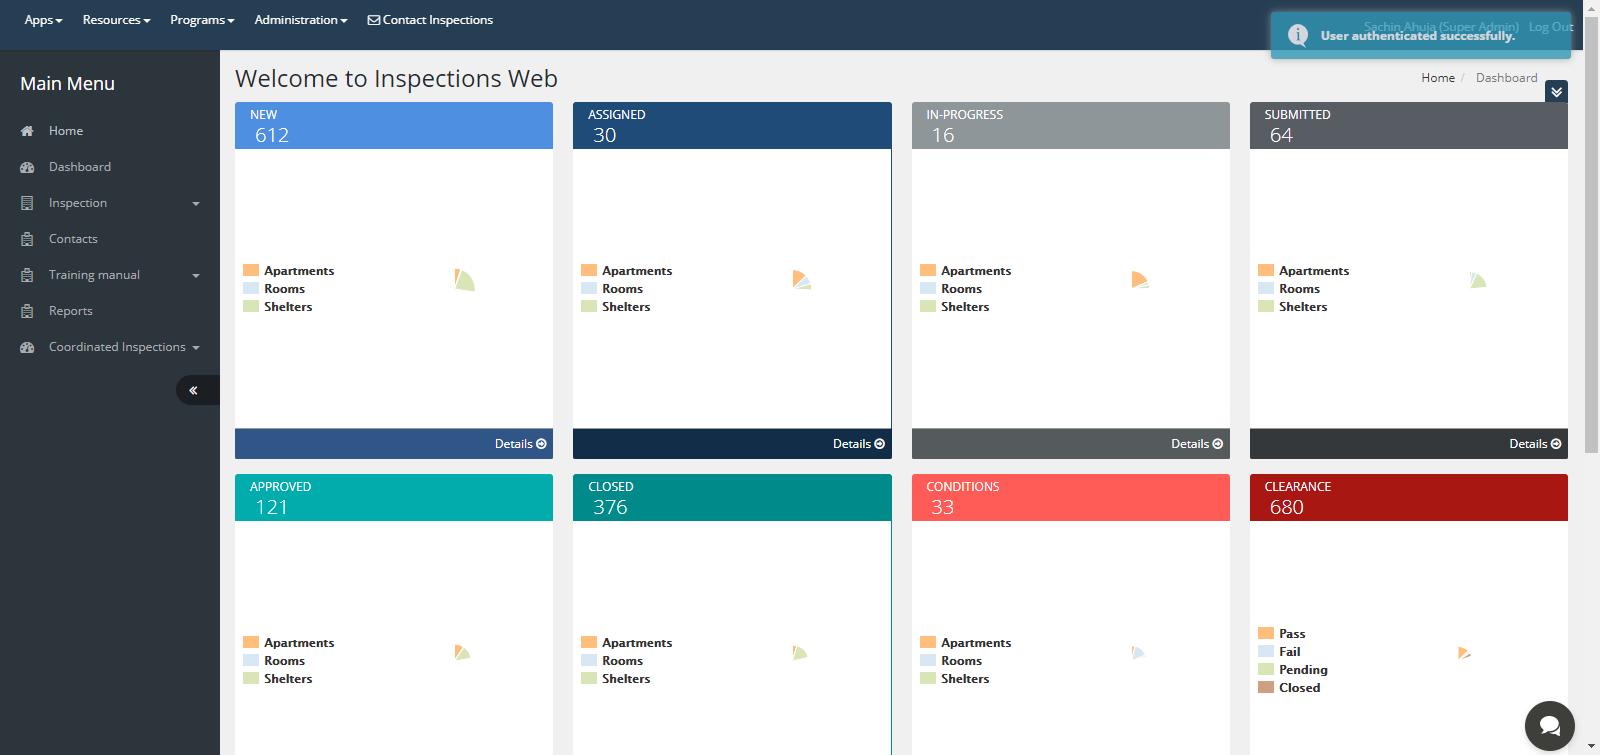 Apps Resources Programs Administration Contact Inspections
Sachin Ahuja (Super Admin) Log Out
User authenticated successfully.
Main Menu
Home
Dashboard
Inspection
Contacts
Training manual
Reports
Coordinated Inspections
Welcome to Inspections Web
Home / Dashboard
NEW
612
Apartments
Rooms
Shelters
Details
ASSIGNED
30
Apartments
Rooms
Shelters
Details
IN-PROGRESS
16
Apartments
Rooms
Shelters
Details
SUBMITTED
64
Apartments
Rooms
Shelters
Details
APPROVED
121
Apartments
Rooms
Shelters
CLOSED
376
Apartments
Rooms
Shelters
CONDITIONS
33
Apartments
Rooms
Shelters
CLEARANCE
680
Pass
Fail
Pending
Closed